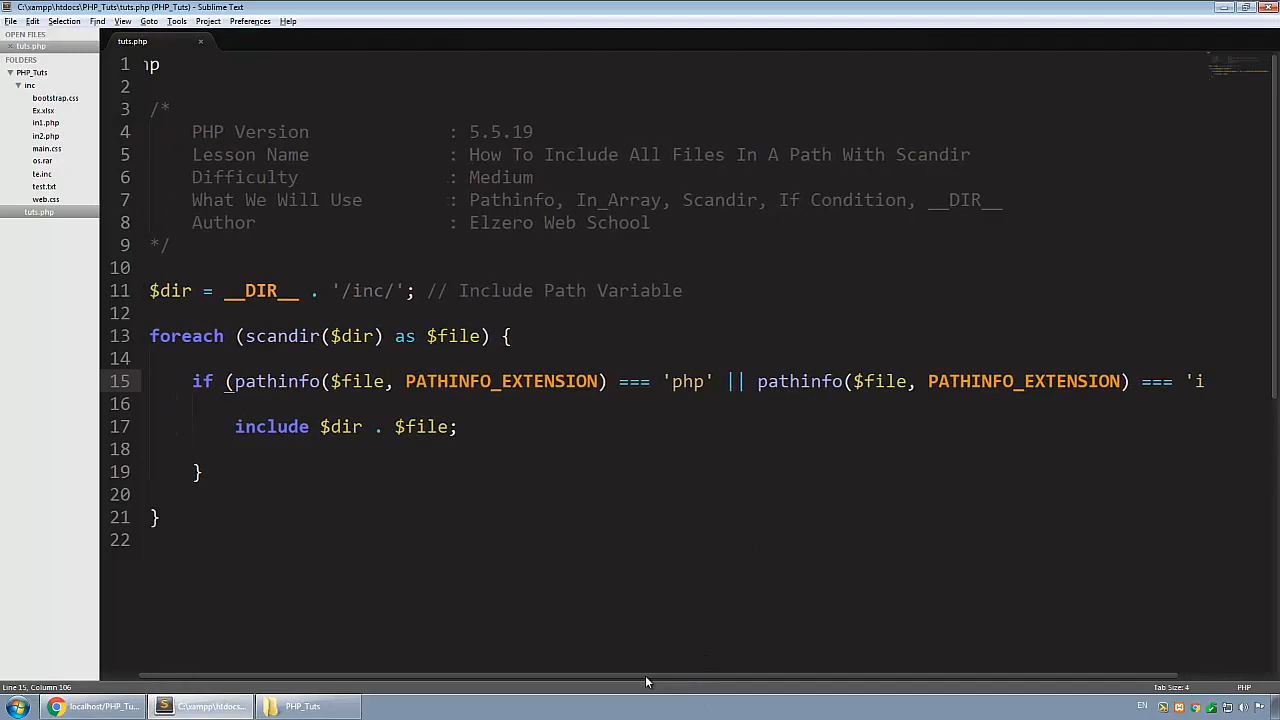 C:\xampp\htdocs\PHP_Tuts\tuts.php (PHP_Tuts) - Sublime Text
File Edit Selection Find View Goto Tools Project Preferences Help
OPEN FILES
tuts.php
FOLDERS
PHP_Tuts
inc
bootstrap.css
Ex.xlsx
in1.php
in2.php
main.css
os.rar
te.inc
test.txt
web.css
tuts.php
tuts.php
1 hp
2
3 /*
4 PHP Version : 5.5.19
5 Lesson Name : How To Include All Files In A Path With Scandir
6 Difficulty : Medium
7 What We Will Use : Pathinfo, In_Array, Scandir, If Condition, __DIR__
8 Author : Elzero Web School
9 */
10
11 $dir = __DIR__ . '/inc/'; // Include Path Variable
12
13 foreach (scandir($dir) as $file) {
14
15 if (pathinfo($file, PATHINFO_EXTENSION) === 'php' || pathinfo($file, PATHINFO_EXTENSION) === 'i
16
17 include $dir . $file;
18
19 }
20
21 }
22
Line 15, Column 106 Tab Size: 4 PHP
localhost/PHP_Tu... C:\xampp\htdocs... PHP_Tuts EN